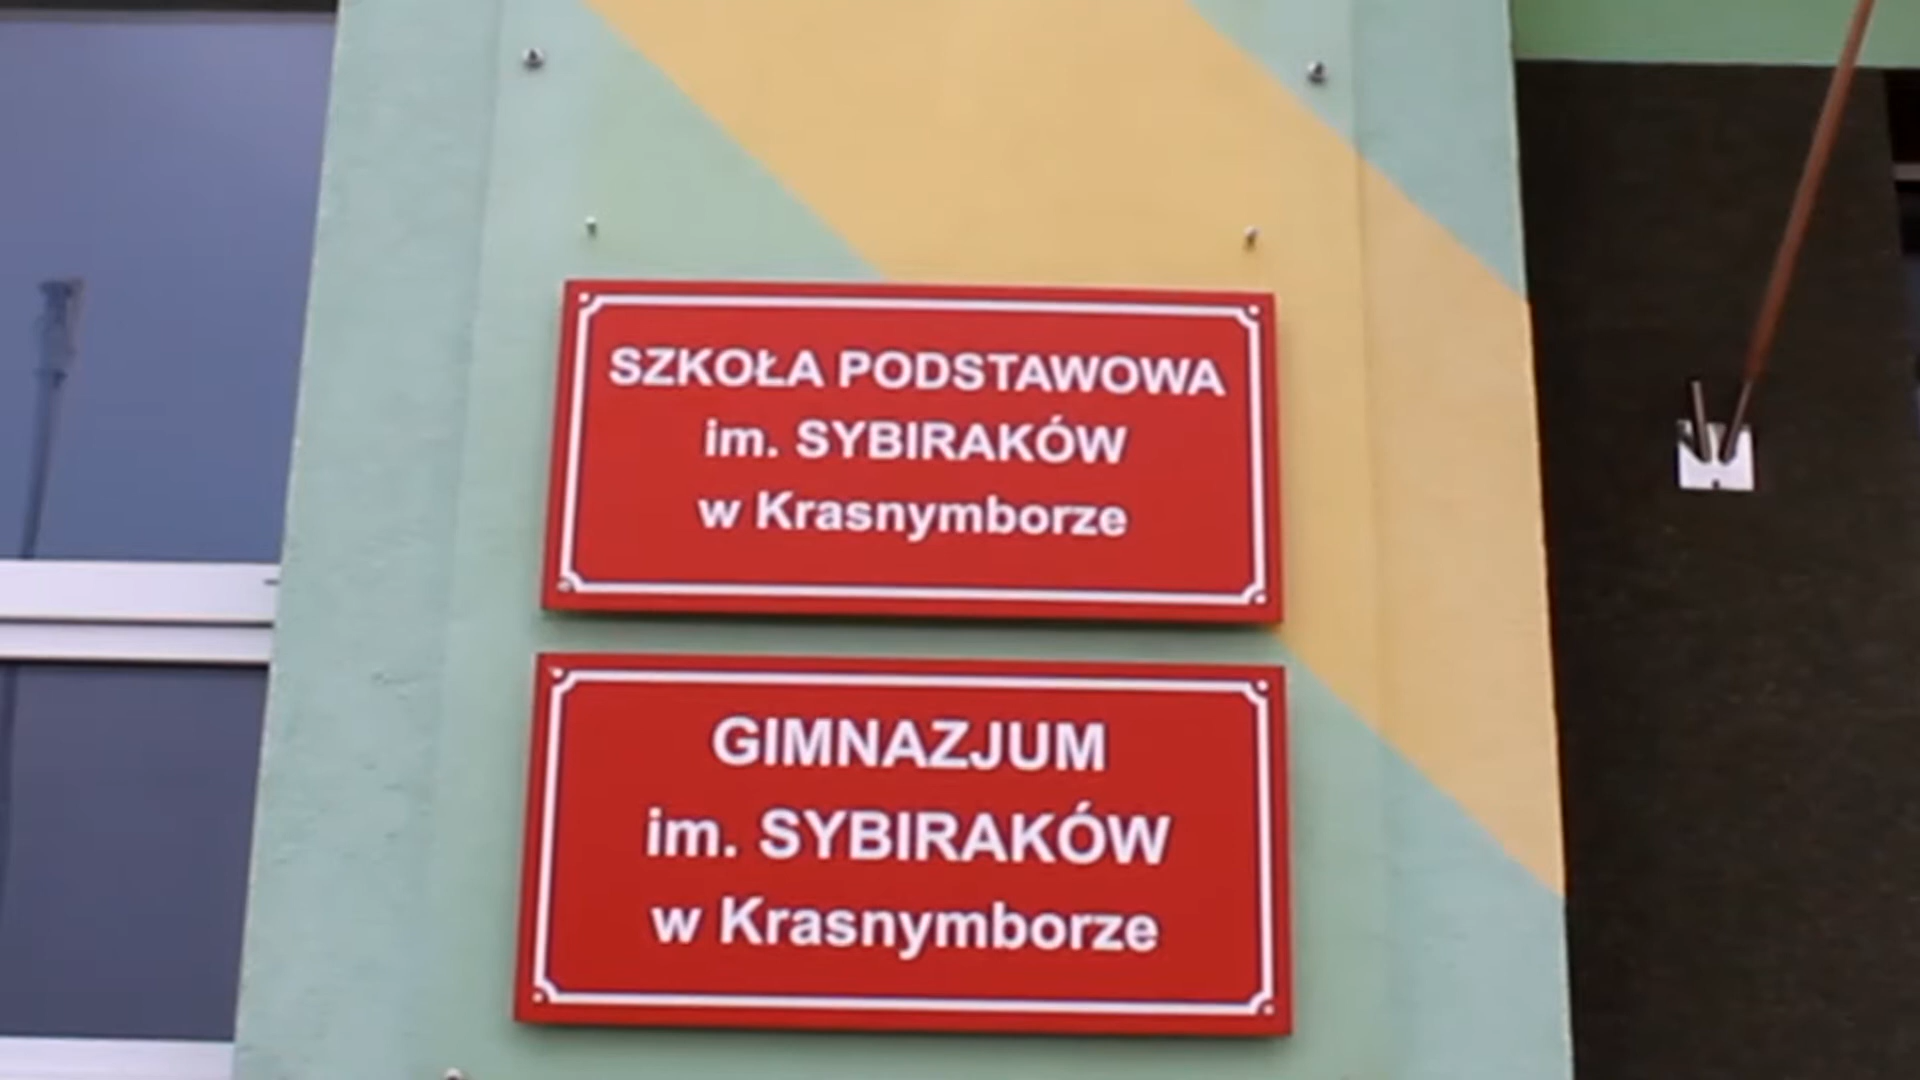 SZKOŁA PODSTAWOWA
im. SYBIRAKÓW
w Krasnymborze
GIMNAZJUM
im. SYBIRAKÓW
w Krasnymborze